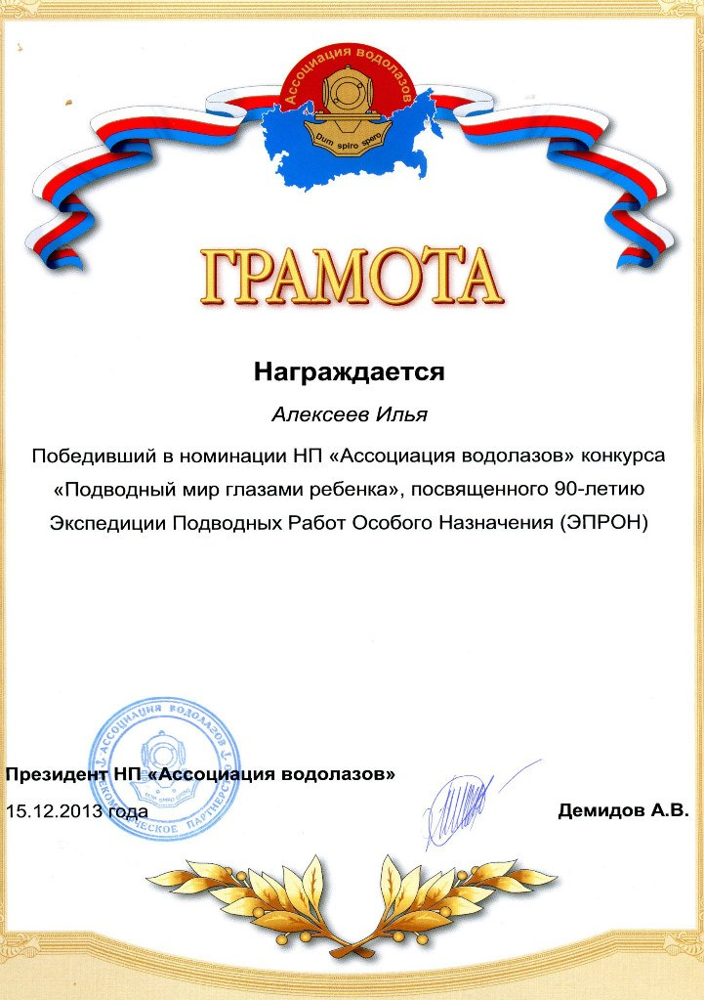 Ассоциация водолазов
Dum spiro spero
ГРАМОТА
Награждается
Алексеев Илья
Победивший в номинации НП «Ассоциация водолазов» конкурса
«Подводный мир глазами ребенка», посвященного 90-летию
Экспедиции Подводных Работ Особого Назначения (ЭПРОН)
АССОЦИАЦИЯ ВОДОЛАЗОВ
НЕКОММЕРЧЕСКОЕ ПАРТНЕРСТВО
DUM SPIRO SPERO
Президент НП «Ассоциация водолазов»
15.12.2013 года
Демидов А.В.